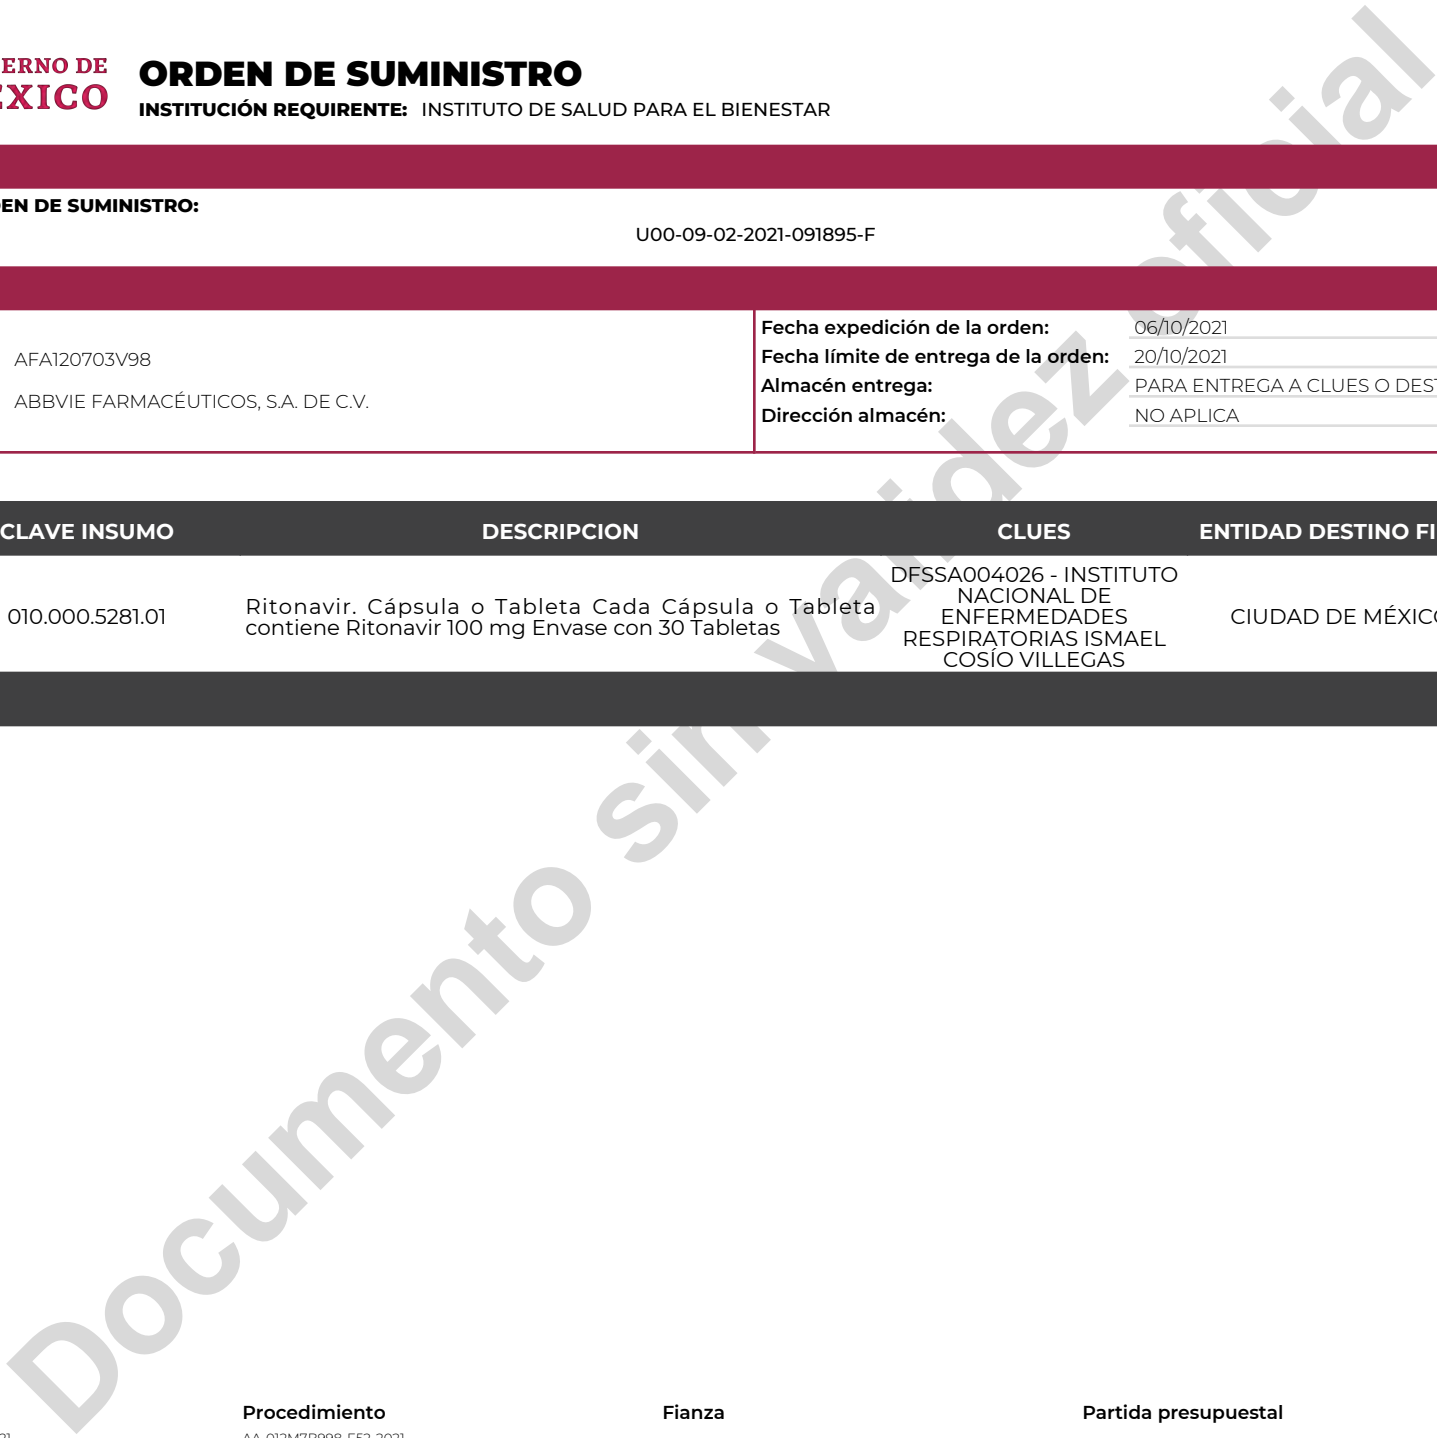 ERNO DE
ÉXICO
ORDEN DE SUMINISTRO
INSTITUCIÓN REQUIRENTE: INSTITUTO DE SALUD PARA EL BIENESTAR
EN DE SUMINISTRO:
U00-09-02-2021-091895-F
AFA120703V98
ABBVIE FARMACÉUTICOS, S.A. DE C.V.
Fecha expedición de la orden: 06/10/2021
Fecha límite de entrega de la orden: 20/10/2021
Almacén entrega: PARA ENTREGA A CLUES O DEST
Dirección almacén: NO APLICA
CLAVE INSUMO DESCRIPCION CLUES ENTIDAD DESTINO FI
010.000.5281.01
Ritonavir. Cápsula o Tableta Cada Cápsula o Tableta
contiene Ritonavir 100 mg Envase con 30 Tabletas
DFSSA004026 - INSTITUTO
NACIONAL DE
ENFERMEDADES
RESPIRATORIAS ISMAEL
COSÍO VILLEGAS
CIUDAD DE MÉXICO
Documento sin validez oficial
Procedimiento Fianza Partida presupuestal